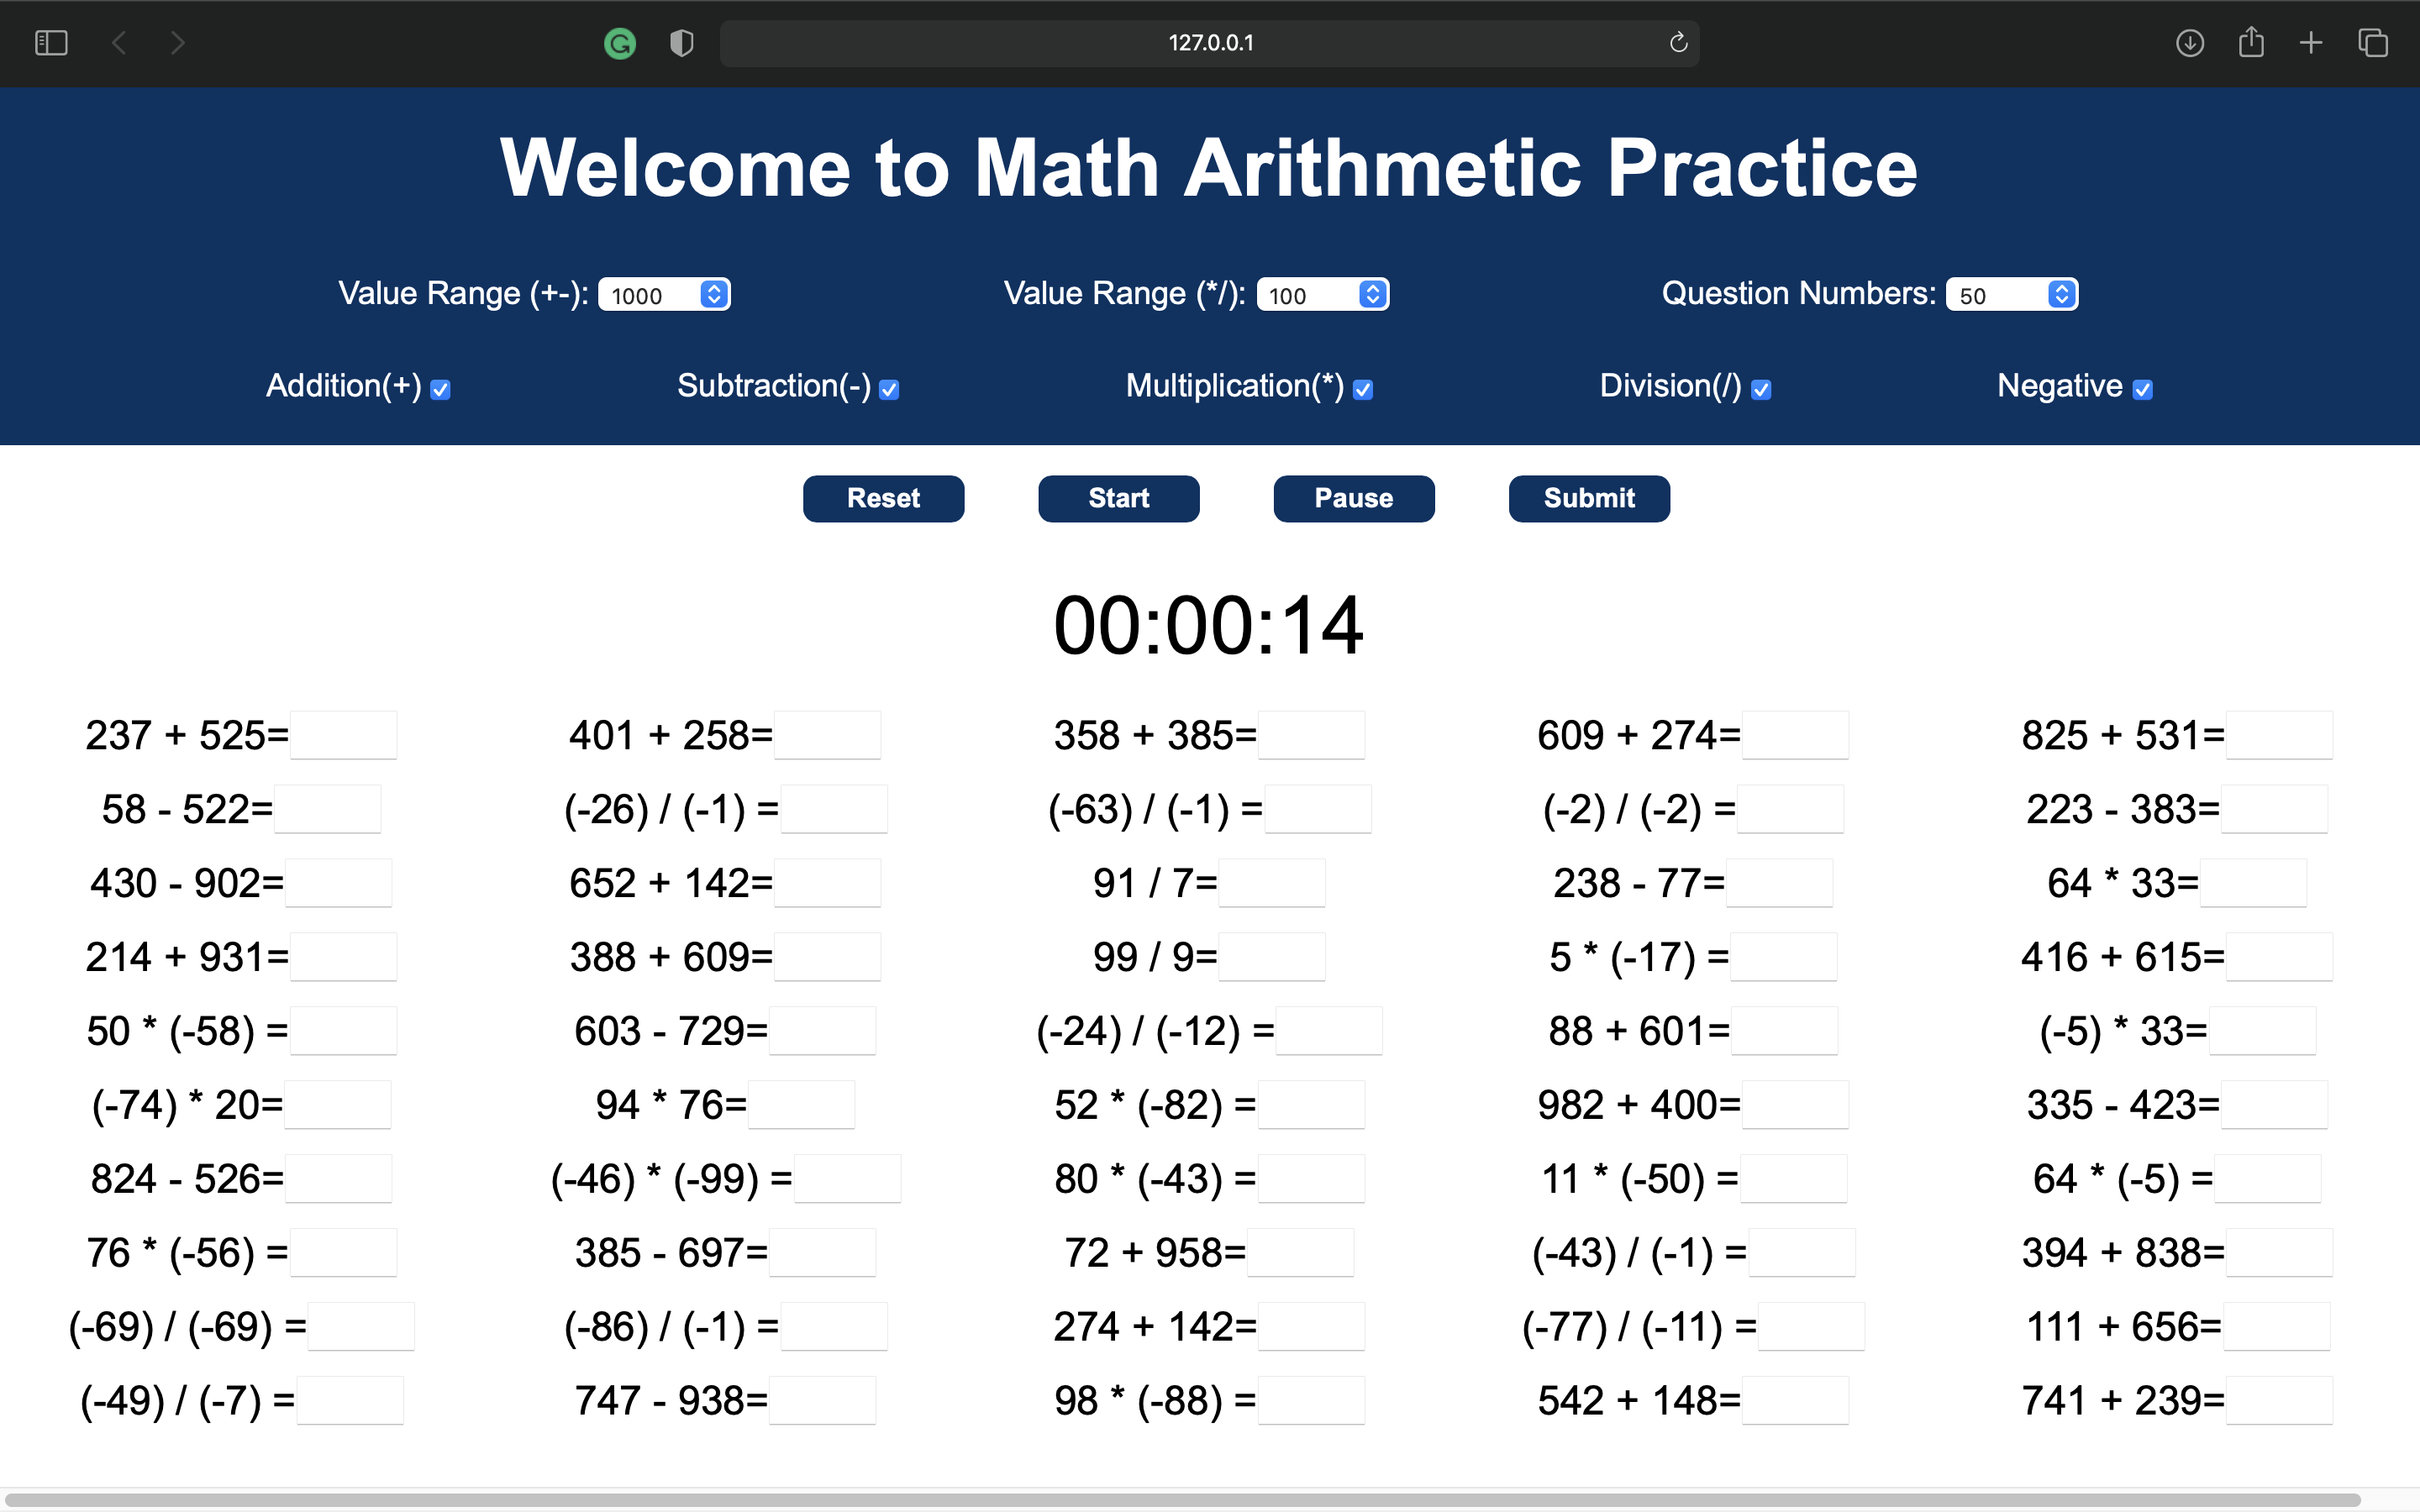 127.0.0.1
Welcome to Math Arithmetic Practice
Value Range (+-): 1000 Value Range (*/): 100 Question Numbers: 50
Addition(+) Subtraction(-) Multiplication(*) Division(/) Negative
Reset Start Pause Submit
00:00:14
237 + 525= 401 + 258= 358 + 385= 609 + 274= 825 + 531=
58 - 522= (-26) / (-1) = (-63) / (-1) = (-2) / (-2) = 223 - 383=
430 - 902= 652 + 142= 91 / 7= 238 - 77= 64 * 33=
214 + 931= 388 + 609= 99 / 9= 5 * (-17) = 416 + 615=
50 * (-58) = 603 - 729= (-24) / (-12) = 88 + 601= (-5) * 33=
(-74) * 20= 94 * 76= 52 * (-82) = 982 + 400= 335 - 423=
824 - 526= (-46) * (-99) = 80 * (-43) = 11 * (-50) = 64 * (-5) =
76 * (-56) = 385 - 697= 72 + 958= (-43) / (-1) = 394 + 838=
(-69) / (-69) = (-86) / (-1) = 274 + 142= (-77) / (-11) = 111 + 656=
(-49) / (-7) = 747 - 938= 98 * (-88) = 542 + 148= 741 + 239=